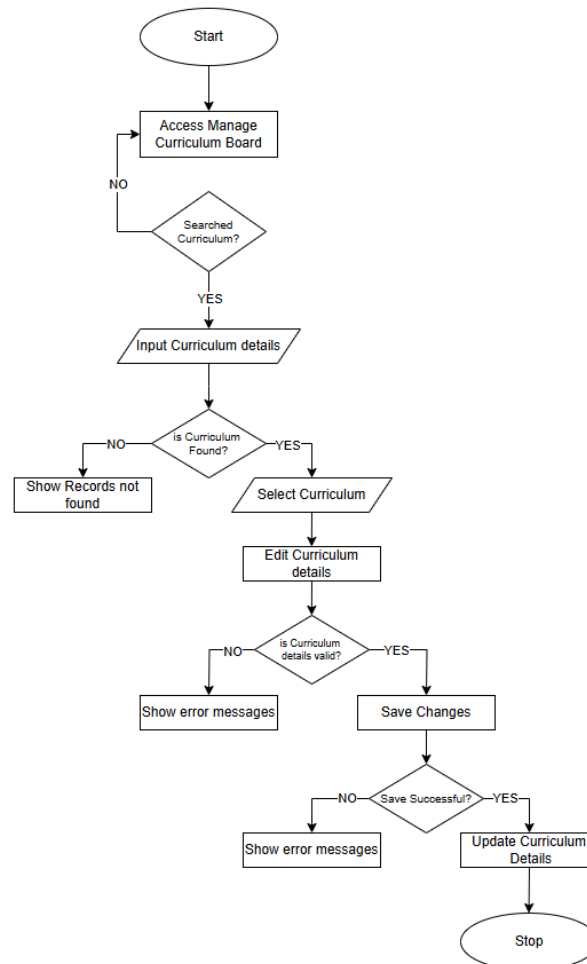 Start
Access Manage
Curriculum Board
NO
Searched
Curriculum?
YES
Input Curriculum details
is Curriculum
Found?
NO
YES
Show Records not
found
Select Curriculum
Edit Curriculum
details
is Curriculum
details valid?
NO
YES
Show error messages
Save Changes
Save Successful?
NO
YES
Show error messages
Update Curriculum
Details
Stop